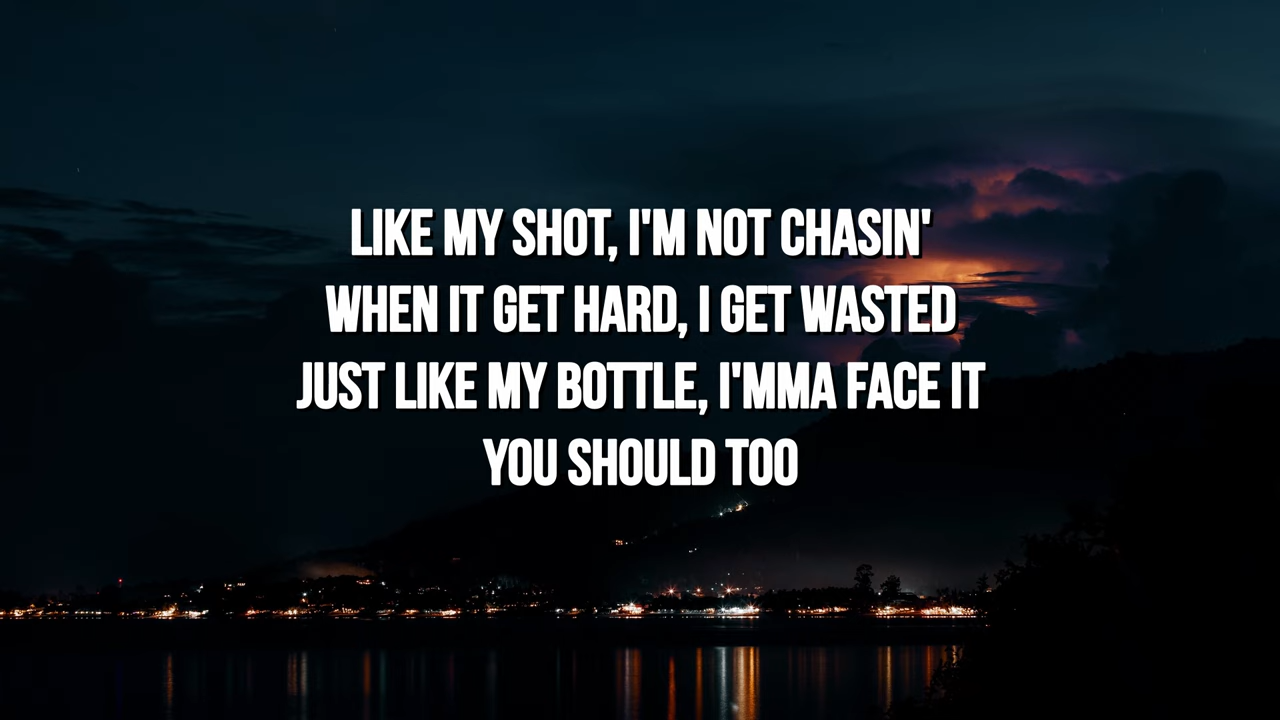 LIKE MY SHOT, I'M NOT CHASIN'
WHEN IT GET HARD, I GET WASTED
JUST LIKE MY BOTTLE, I'MMA FACE IT
YOU SHOULD TOO